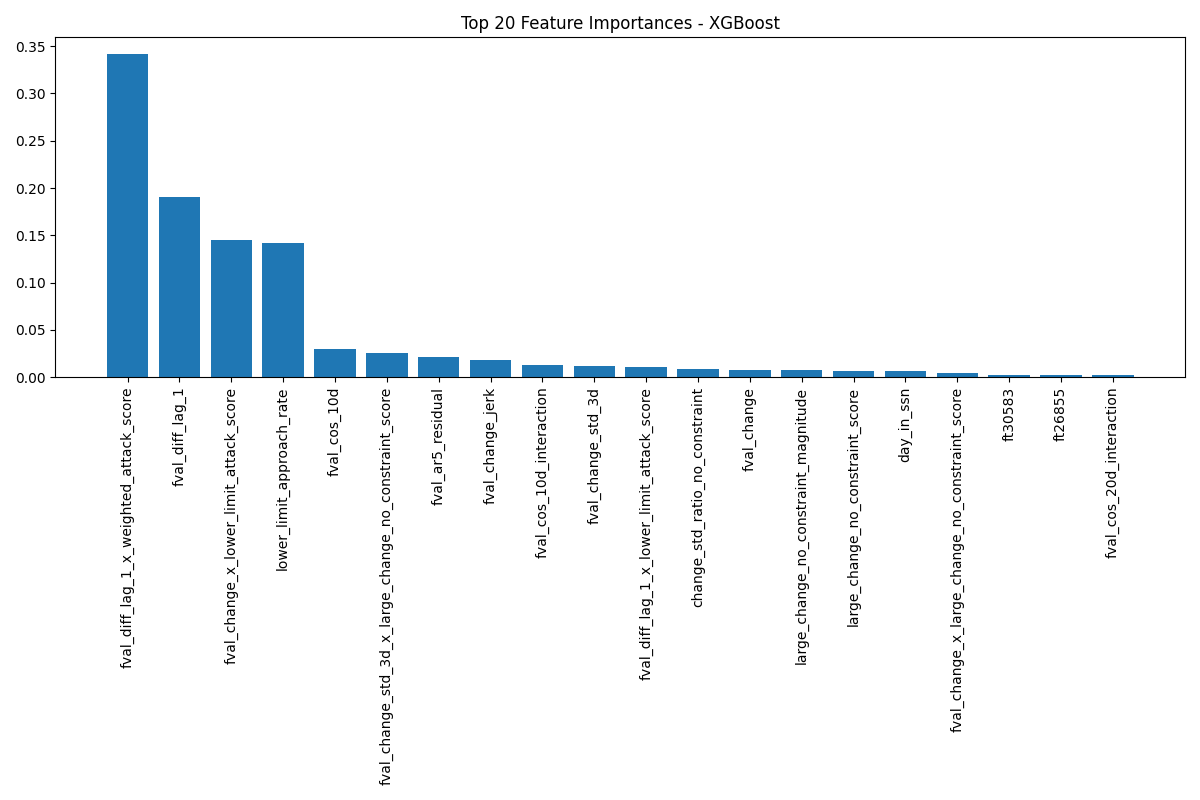 Top 20 Feature Importances - XGBoost
0.35
0.30
0.25
0.20
0.15
0.10
0.05
0.00
fval_diff_lag_1_x_weighted_attack_score
fval_diff_lag_1
fval_change_x_lower_limit_attack_score
lower_limit_approach_rate
fval_cos_10d
fval_change_std_3d_x_large_change_no_constraint_score
fval_ar5_residual
fval_change_jerk
fval_cos_10d_interaction
fval_change_std_3d
fval_diff_lag_1_x_lower_limit_attack_score
change_std_ratio_no_constraint
fval_change
large_change_no_constraint_magnitude
large_change_no_constraint_score
day_in_ssn
fval_change_x_large_change_no_constraint_score
ft30583
ft26855
fval_cos_20d_interaction